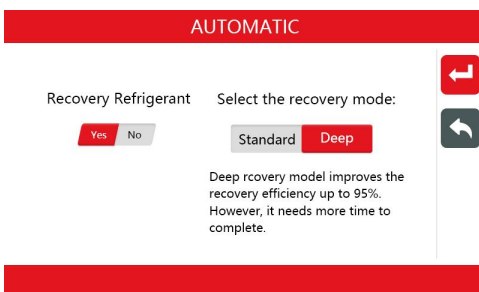 AUTOMATIC
Recovery Refrigerant
Yes No
Select the recovery mode:
Standard Deep
Deep rcovery model improves the
recovery efficiency up to 95%.
However, it needs more time to
complete.